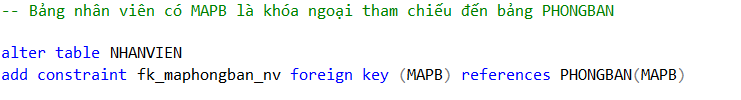 -- Bảng nhân viên có MAPB là khóa ngoại tham chiếu đến bảng PHONGBAN
alter table NHANVIEN
add constraint fk_maphongban_nv foreign key (MAPB) references PHONGBAN(MAPB)